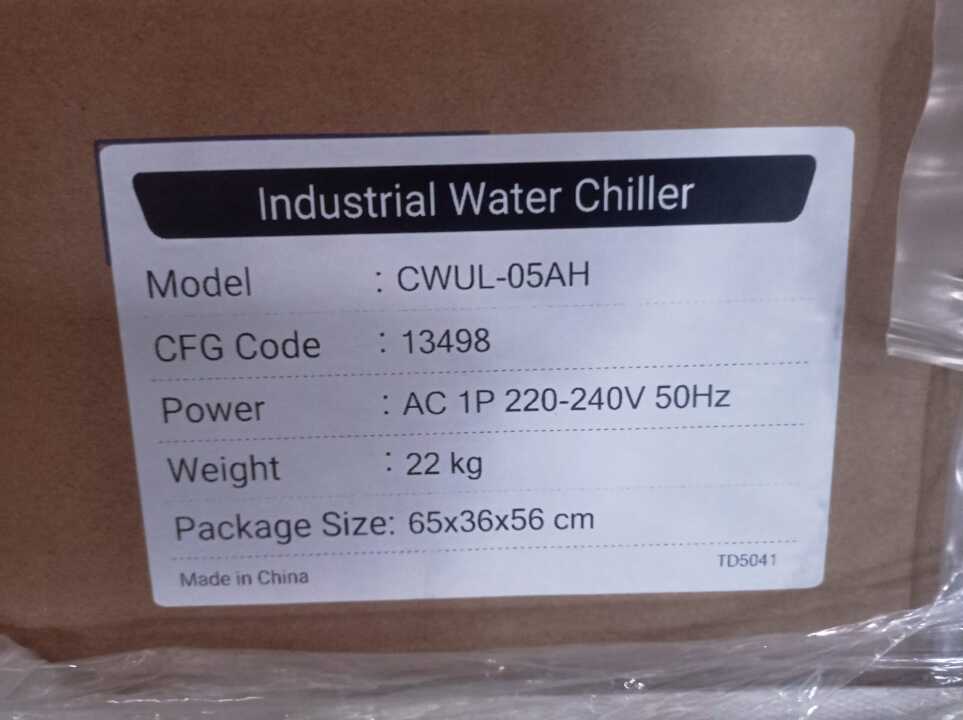 Industrial Water Chiller
Model : CWUL-05AH
CFG Code : 13498
Power : AC 1P 220-240V 50Hz
Weight : 22 kg
Package Size: 65x36x56 cm
TD5041
Made in China